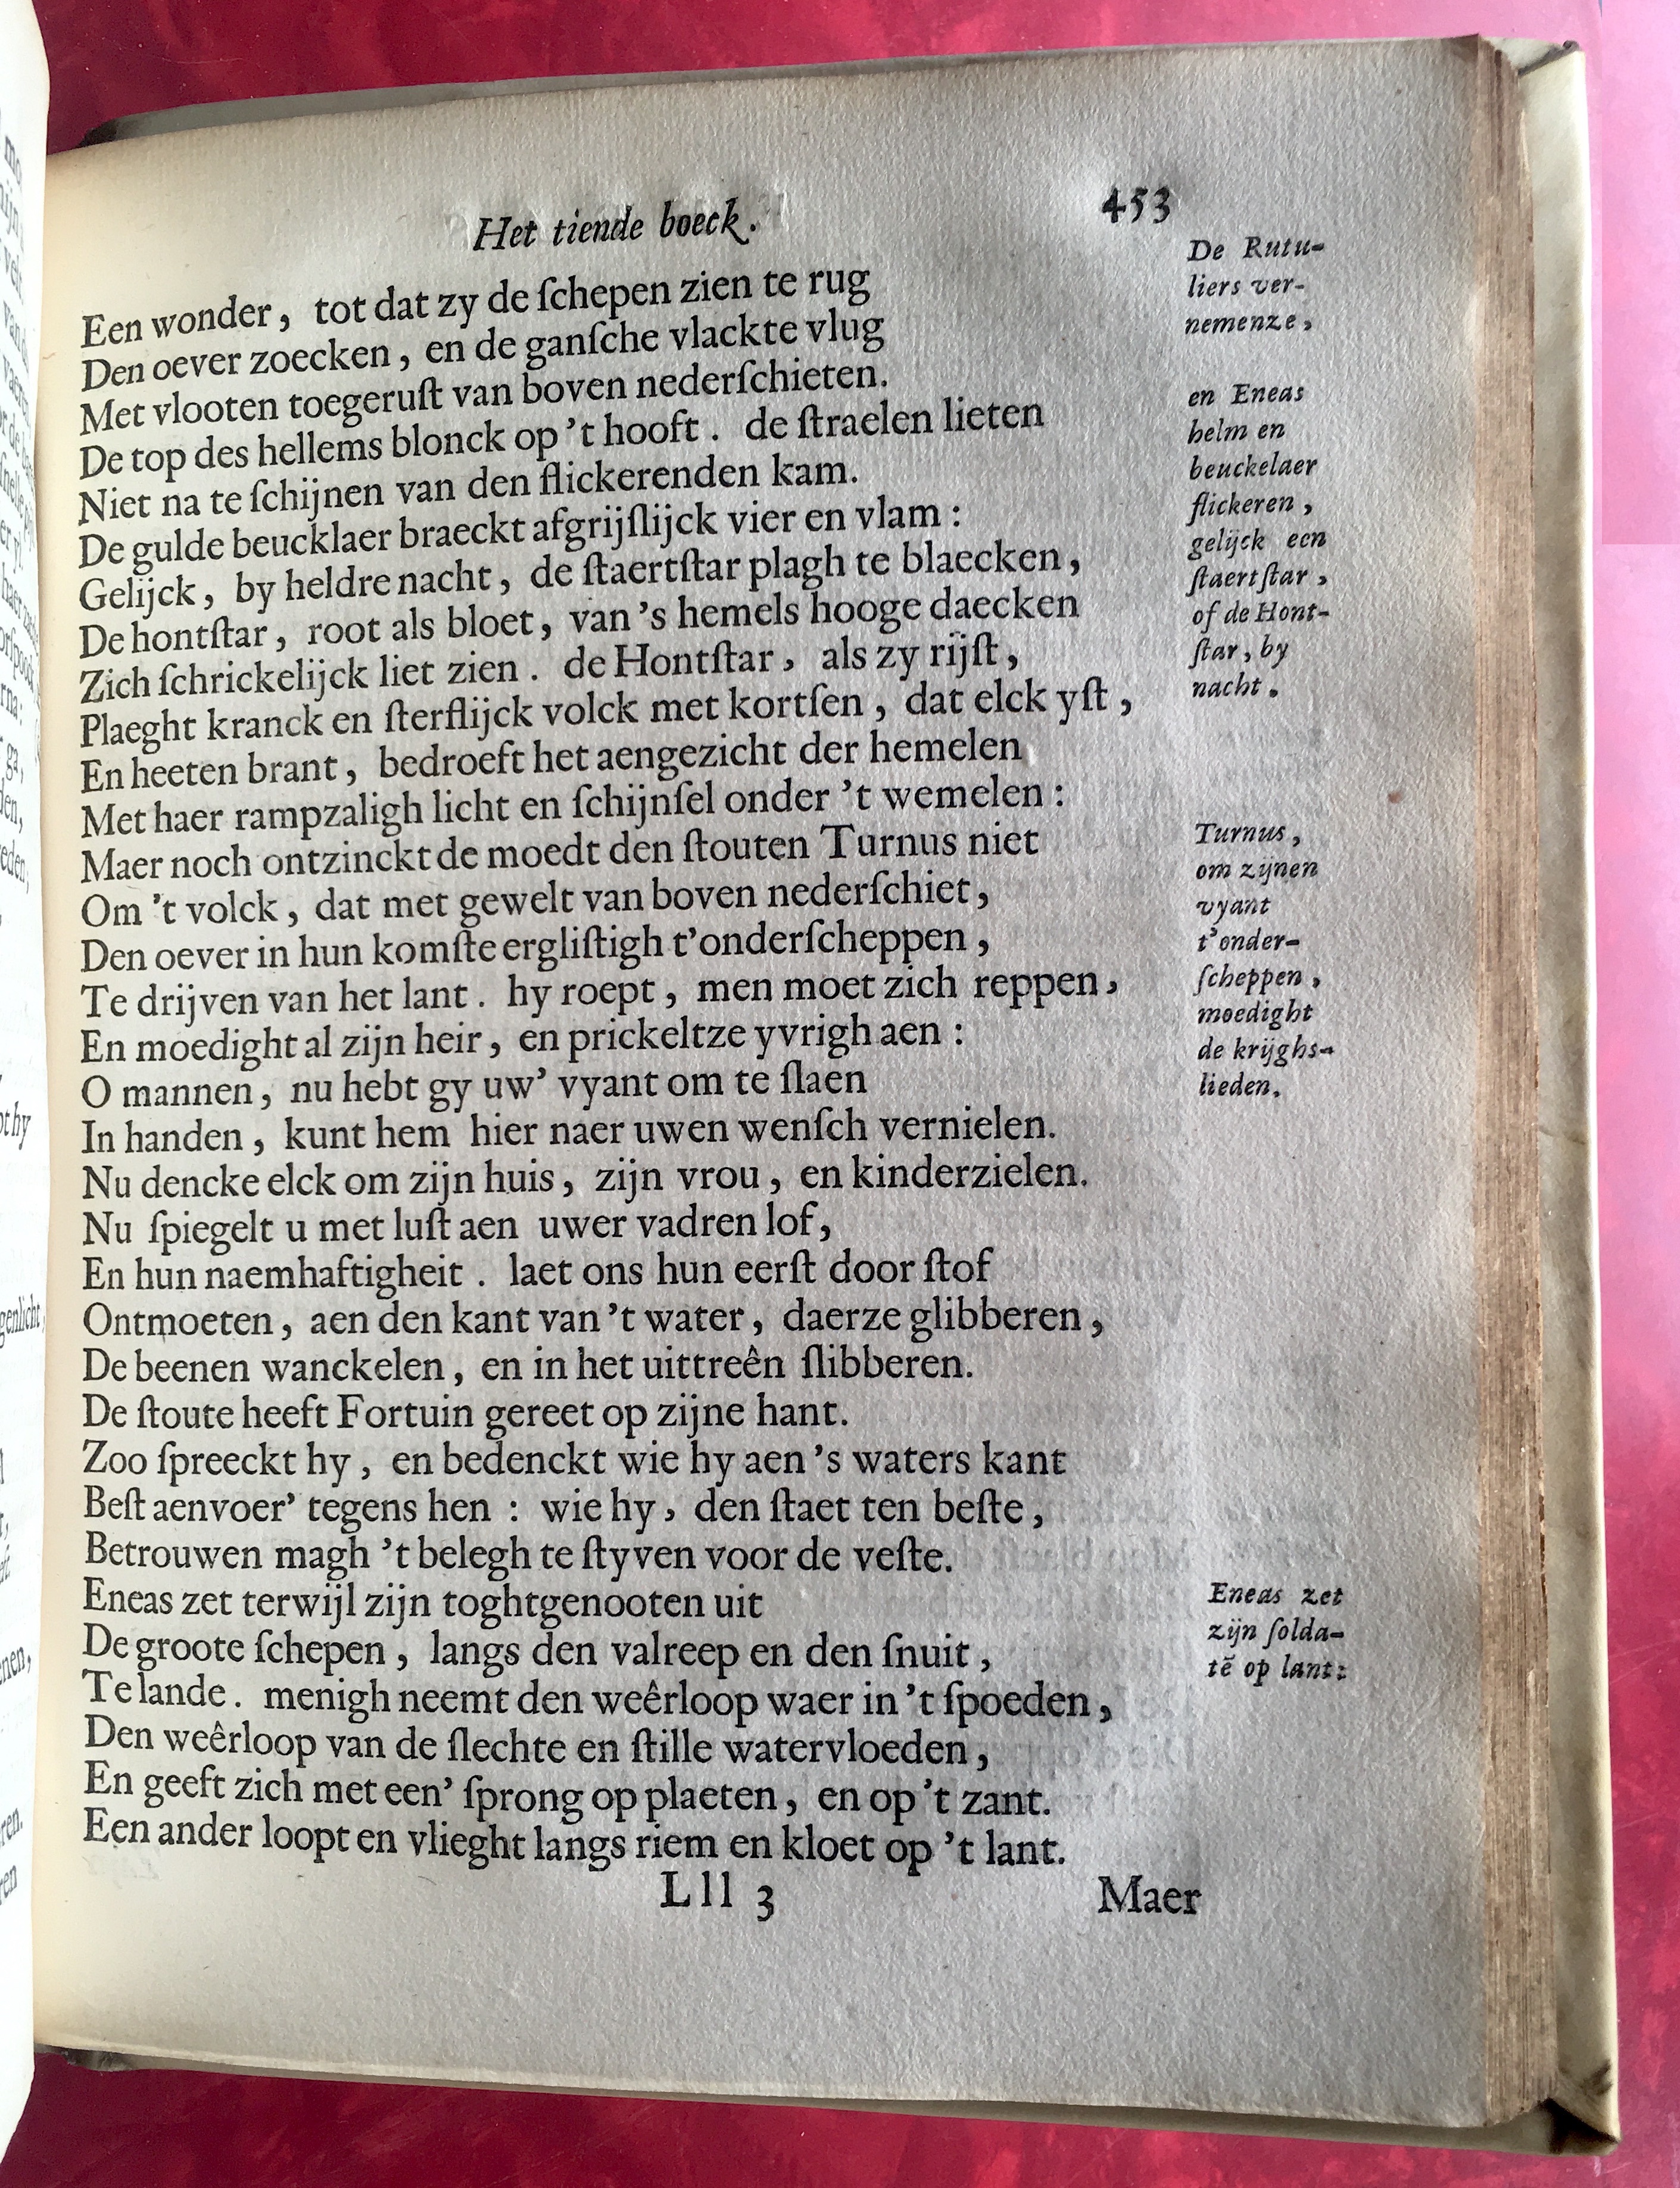 Het tiende boeck.
453
Een wonder, tot dat zy de ſchepen zien te rug
Den oever zoecken, en de ganſche vlackte vlug
Met vlooten toegeruſt van boven nederſchieten.
De top des hellems blonck op 't hooft. de ſtraelen lieten
Niet na te ſchijnen van den flickerenden kam.
De gulde beucklaer braeckt afgrijſlijck vier en vlam:
Gelijck, by heldre nacht, de ſtaertſtar plagh te blaecken,
De hontſtar, root als bloet, van 's hemels hooge daecken
Zich ſchrickelijck liet zien. de Hontſtar, als zy rijſt,
Plaeght kranck en ſterflijck volck met kortſen, dat elck yſt,
En heeten brant, bedroeft het aengezicht der hemelen
Met haer rampzaligh licht en ſchijnſel onder 't wemelen:
Maer noch ontzinckt de moedt den ſtouten Turnus niet
Om 't volck, dat met gewelt van boven nederſchiet,
Den oever in hun komſte ergliſtigh t'onderſcheppen,
Te drijven van het lant. hy roept, men moet zich reppen,
En moedight al zijn heir, en prickeltze yvrigh aen:
O mannen, nu hebt gy uw' vyant om te ſlaen
In handen, kunt hem hier naer uwen wenſch vernielen.
Nu dencke elck om zijn huis, zijn vrou, en kinderzielen.
Nu ſpiegelt u met luſt aen uwer vadren lof,
En hun naemhaftigheit. laet ons hun eerſt door ſtof
Ontmoeten, aen den kant van 't water, daerze glibberen,
De beenen wanckelen, en in het uittreên ſlibberen.
De ſtoute heeft Fortuin gereet op zijne hant.
Zoo ſpreeckt hy, en bedenckt wie hy aen 's waters kant
Beſt aenvoer' tegens hen: wie hy, den ſtaet ten beſte,
Betrouwen magh 't belegh te ſtyven voor de veſte.
Eneas zet terwijl zijn toghtgenooten uit
De groote ſchepen, langs den valreep en den ſnuit,
Te lande. menigh neemt den weêrloop waer in 't ſpoeden,
Den weêrloop van de ſlechte en ſtille watervloeden,
En geeft zich met een' ſprong op plaeten, en op 't zant.
Een ander loopt en vlieght langs riem en kloet op 't lant.
Lll 3
Maer
De Rutu-
liers ver-
nemenze,
en Eneas
helm en
beuckelaer
flickeren,
gelijck een
ſtaertſtar,
of de Hont-
ſtar, by
nacht.
Turnus,
om zijnen
vyant
t'onder-
ſcheppen,
moedight
de krijghs-
lieden.
Eneas zet
zijn ſolda-
tē op lant: